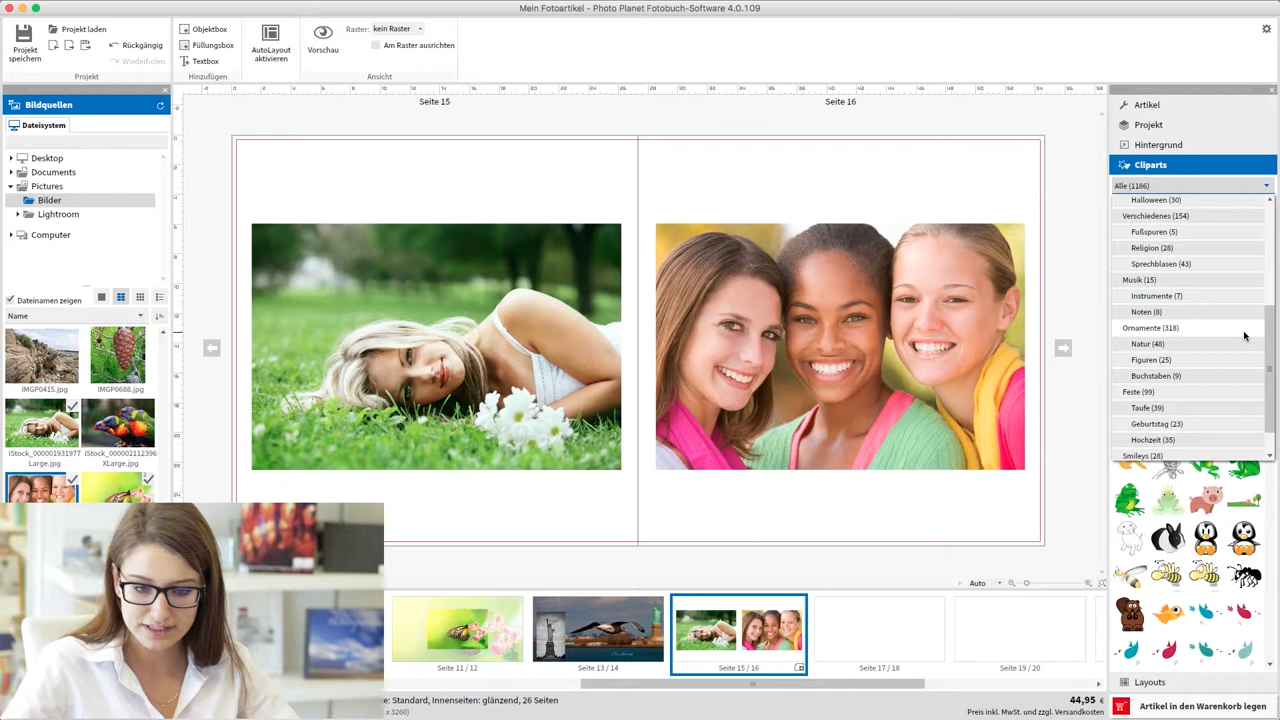 Mein Fotoartikel - Photo Planet Fotobuch-Software 4.0.109
Projekt speichern
Projekt laden
Rückgängig
Wiederholen
Projekt
Objektbox
Füllungsbox
Textbox
Hinzufügen
AutoLayout aktivieren
Vorschau
Raster: kein Raster
Am Raster ausrichten
Ansicht
Bildquellen
Dateisystem
Desktop
Documents
Pictures
Bilder
Lightroom
Computer
Dateinamen zeigen
Name
IMGP0415.jpg
IMGP0688.jpg
iStock_000001931977
Large.jpg
iStock_000002112396
XLarge.jpg
Seite 15
Seite 16
Auto
Seite 11 / 12
Seite 13 / 14
Seite 15 / 16
Seite 17 / 18
Seite 19 / 20
e: Standard, Innenseiten: glänzend, 26 Seiten
x 3260)
44,95 €
Preis inkl. MwSt. und zzgl. Versandkosten
Artikel
Projekt
Hintergrund
Cliparts
Alle (1186)
Halloween (30)
Verschiedenes (154)
Fußspuren (5)
Religion (28)
Sprechblasen (43)
Musik (15)
Instrumente (7)
Noten (8)
Ornamente (318)
Natur (48)
Figuren (25)
Buchstaben (9)
Feste (99)
Taufe (39)
Geburtstag (23)
Hochzeit (35)
Smileys (28)
Layouts
Artikel in den Warenkorb legen